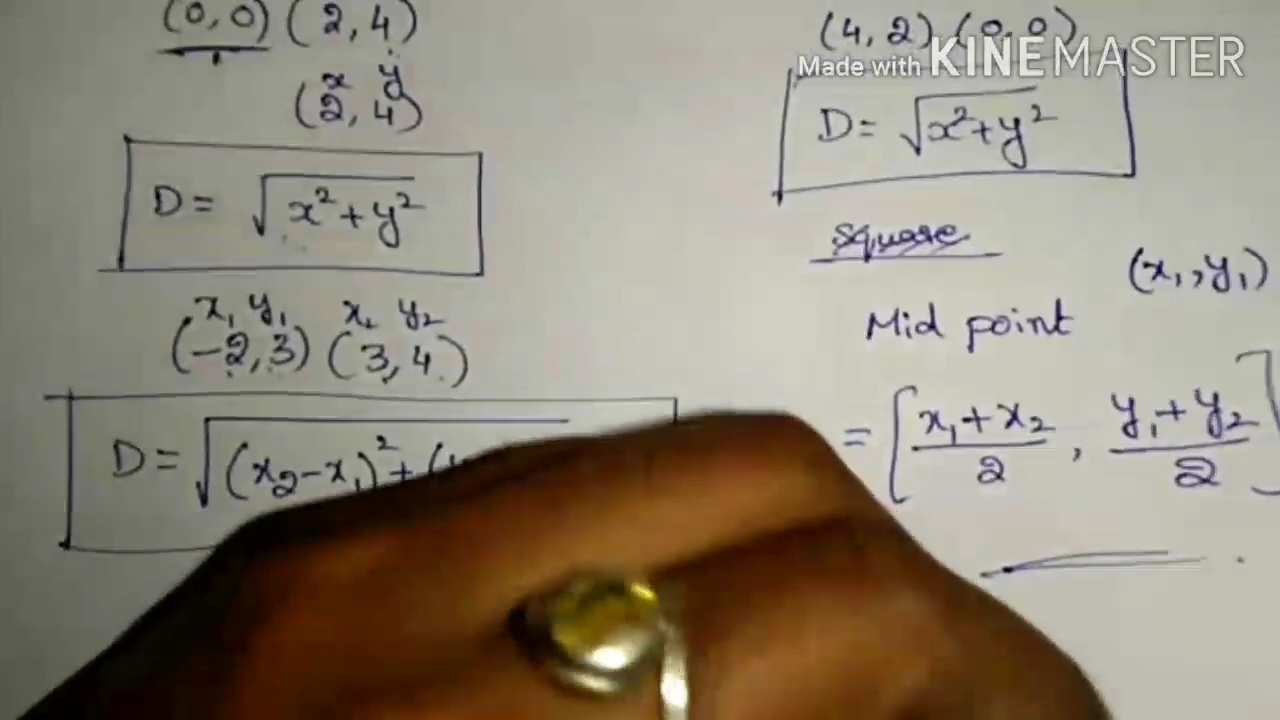 (0, 0) (2, 4)
x y
(2, 4)
D = √x²+y²
x₁ y₁ x₂ y₂
(-2, 3) (3, 4)
D = √(x₂-x₁)²+(
(4, 2) (0, 0)
Made with KINEMASTER
D = √x²+y²
square
(x₁, y₁)
Mid point
= [x₁+x₂/2 , y₁+y₂/2]